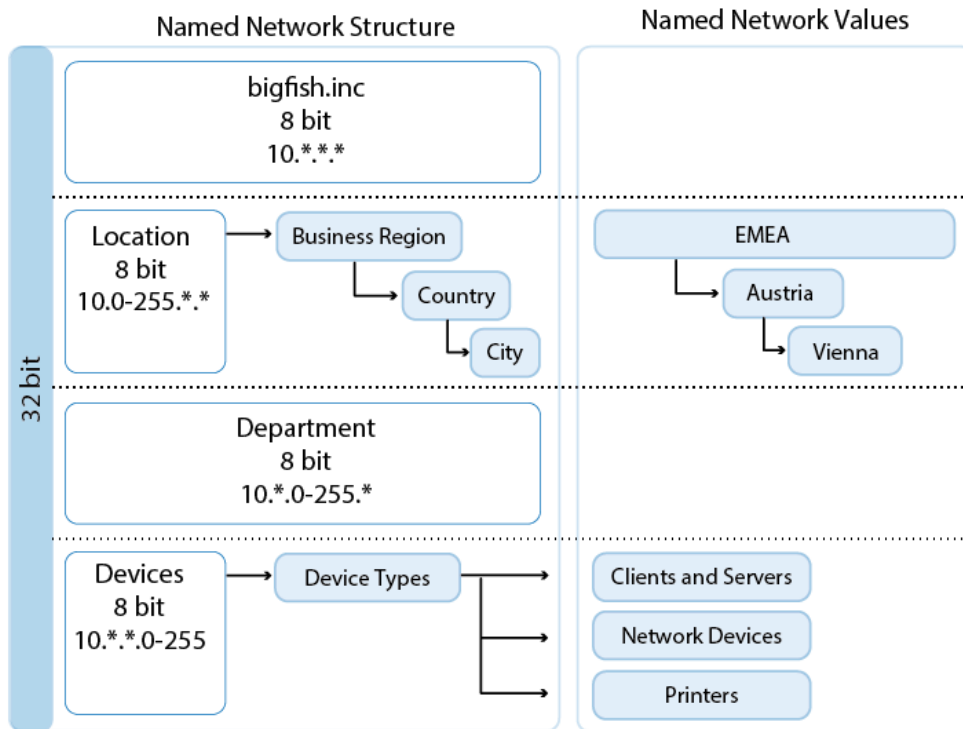 Named Network Structure
Named Network Values
32 bit
bigfish.inc
8 bit
10.*.*.*
Location
8 bit
10.0-255.*.*
Business Region
Country
City
EMEA
Austria
Vienna
Department
8 bit
10.*.0-255.*
Devices
8 bit
10.*.*.0-255
Device Types
Clients and Servers
Network Devices
Printers